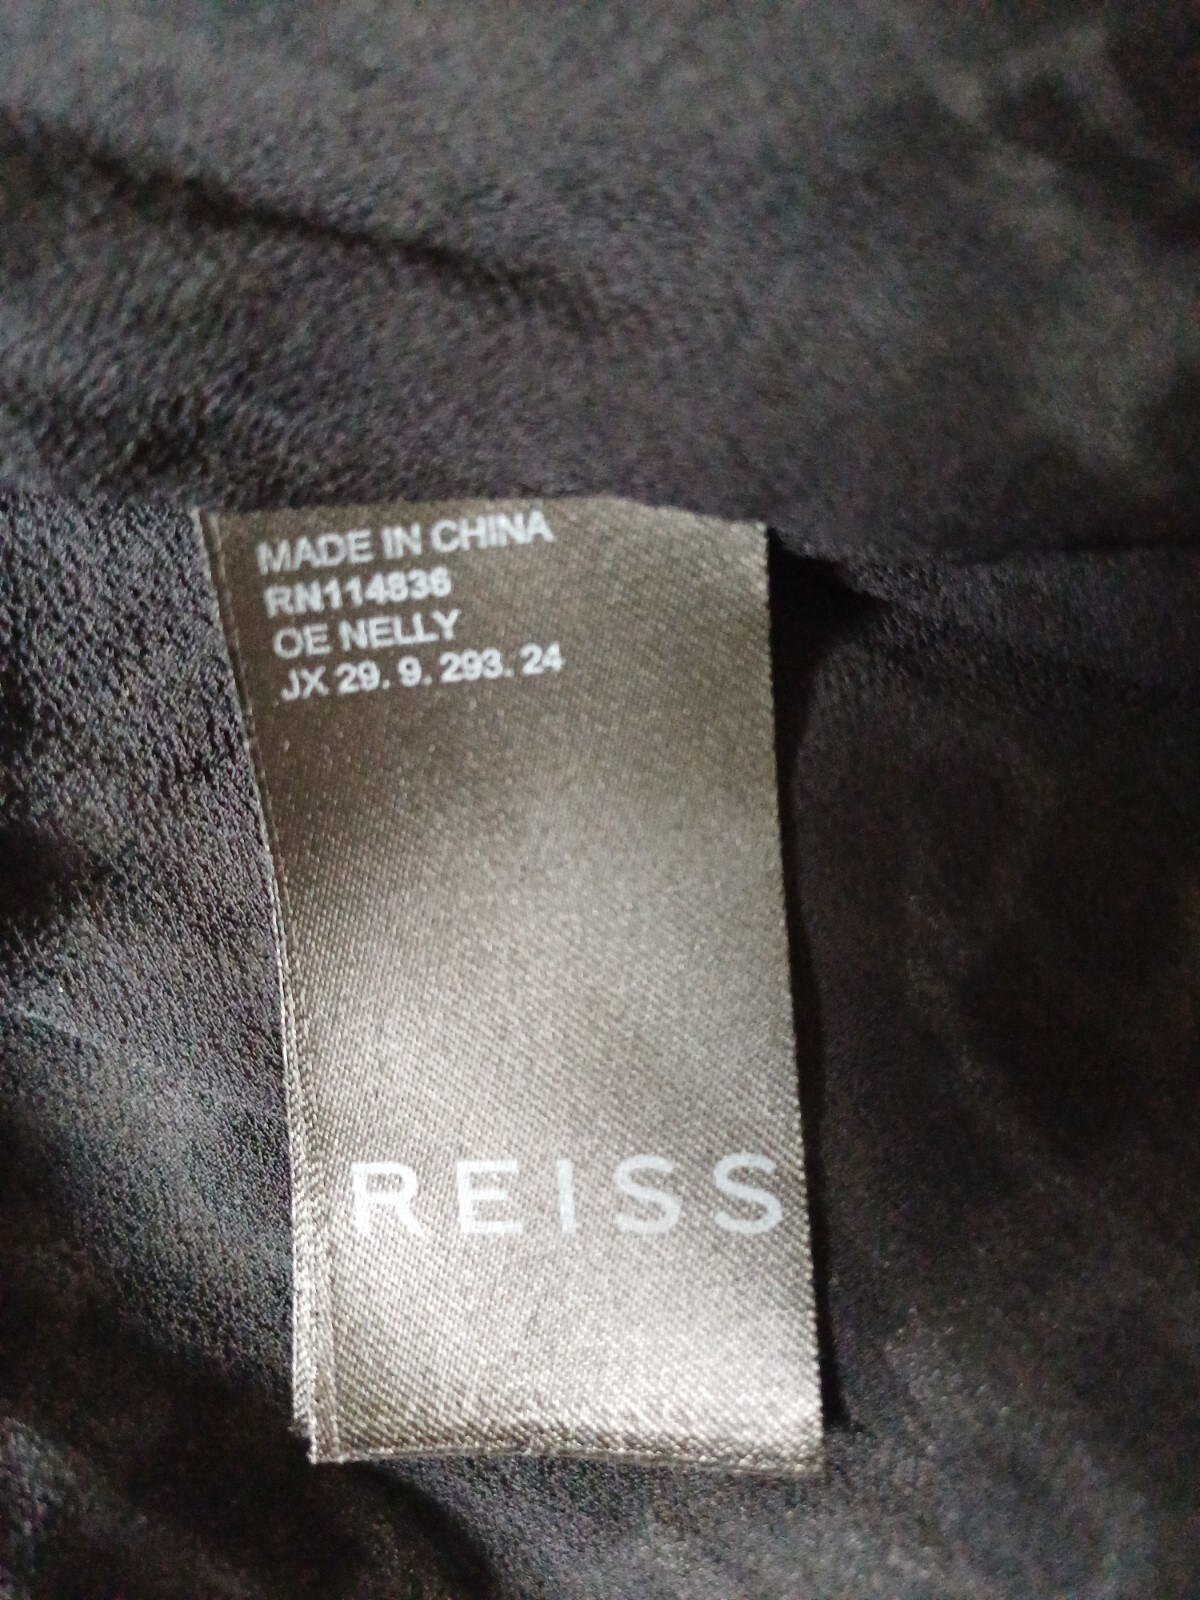 MADE IN CHINA
RN114836
OE NELLY
JX 29. 9. 293. 24
REISS